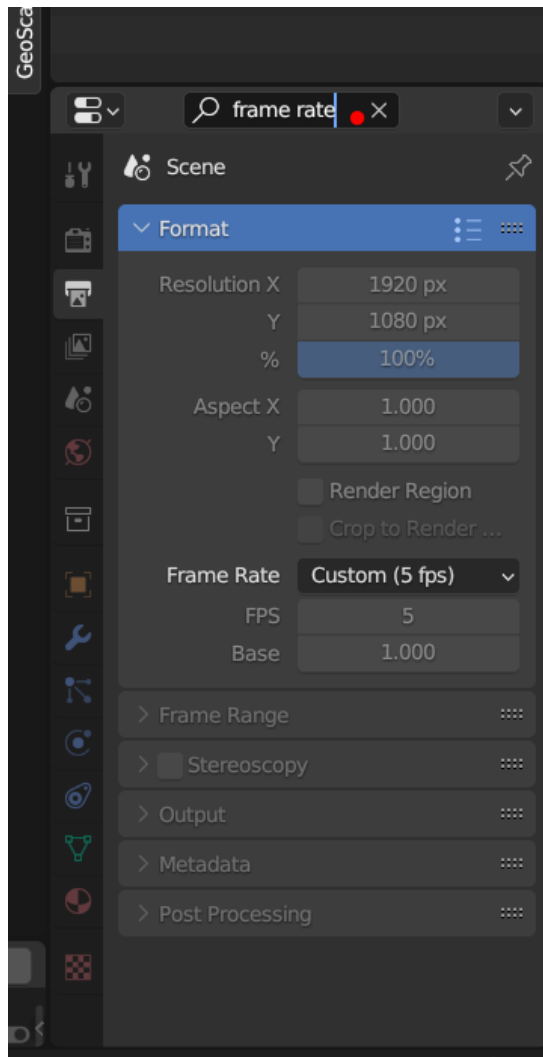 GeoSca
frame rate
Scene
Format
Resolution X 1920 px
Y 1080 px
% 100%
Aspect X 1.000
Y 1.000
Render Region
Crop to Render ...
Frame Rate Custom (5 fps)
FPS 5
Base 1.000
Frame Range
Stereoscopy
Output
Metadata
Post Processing